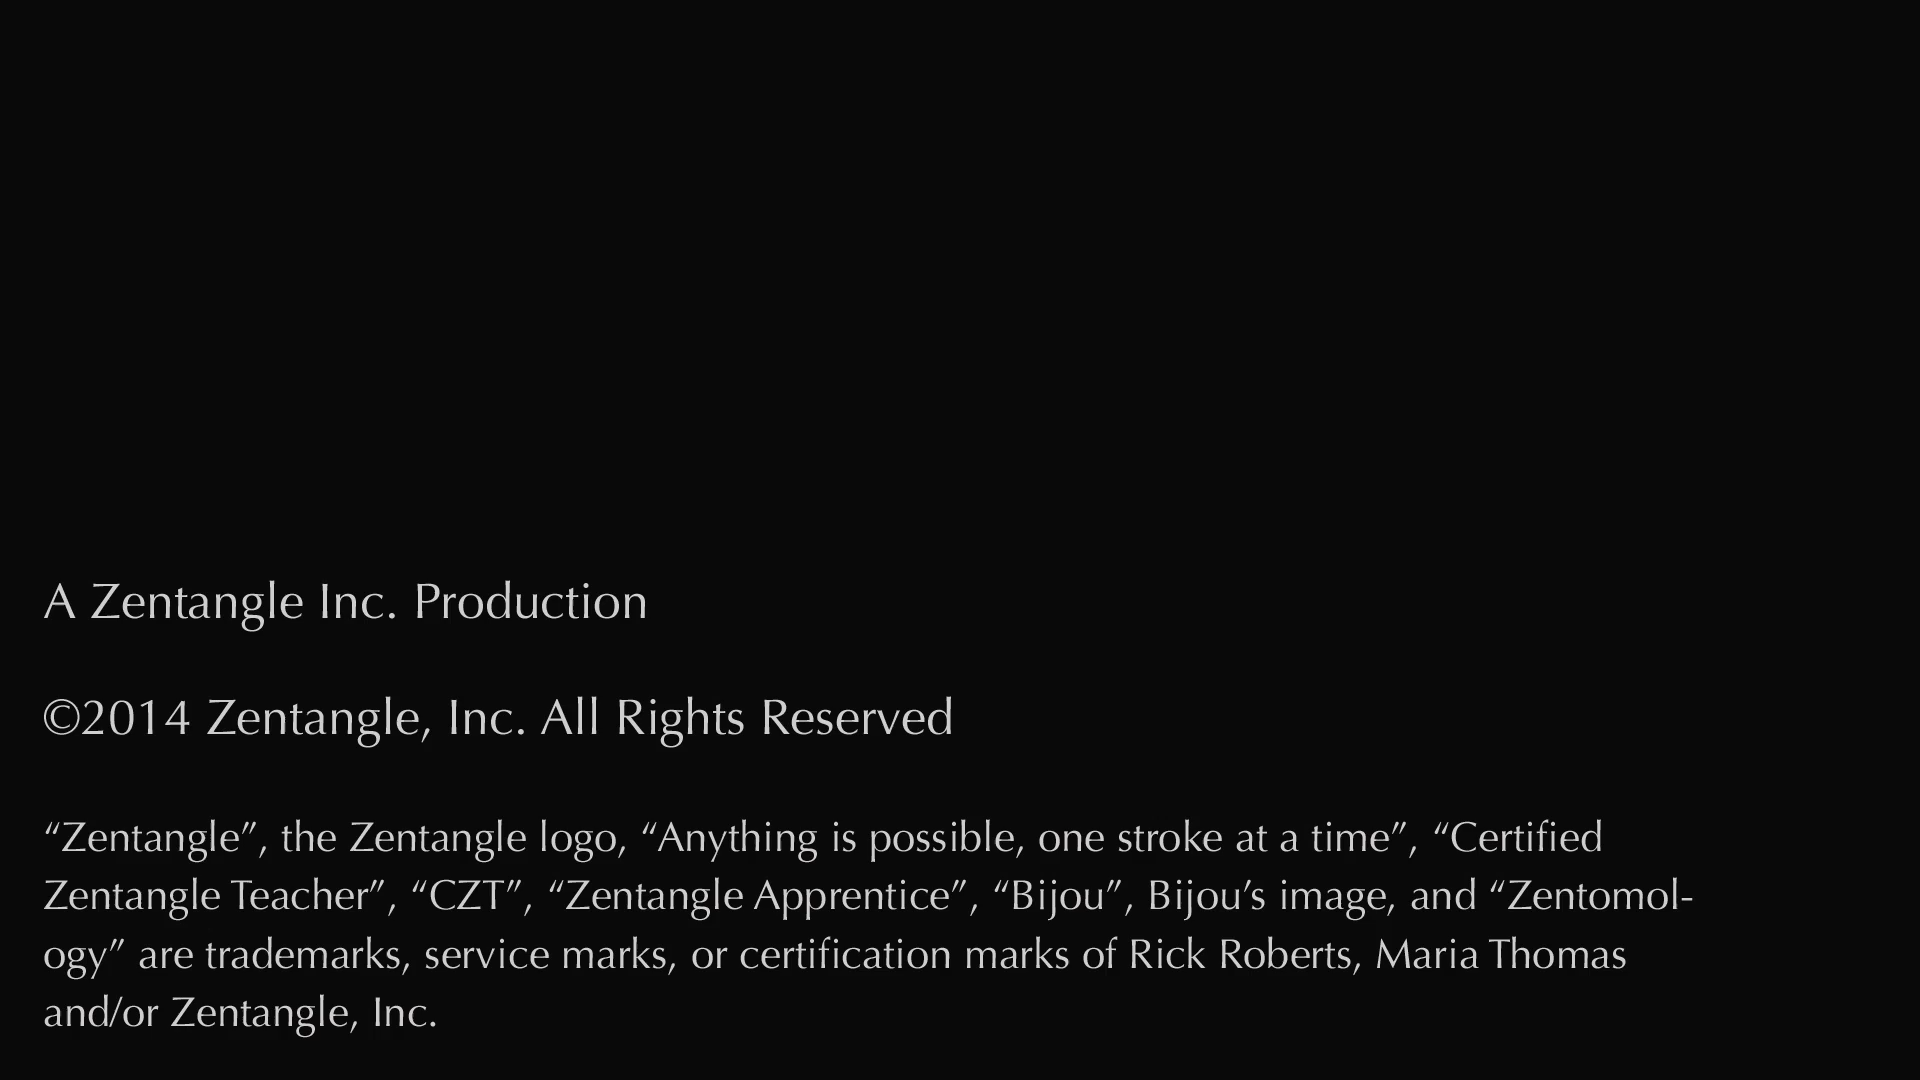 A Zentangle Inc. Production
©2014 Zentangle, Inc. All Rights Reserved
“Zentangle”, the Zentangle logo, “Anything is possible, one stroke at a time”, “Certified
Zentangle Teacher”, “CZT”, “Zentangle Apprentice”, “Bijou”, Bijou’s image, and “Zentomol-
ogy” are trademarks, service marks, or certification marks of Rick Roberts, Maria Thomas
and/or Zentangle, Inc.